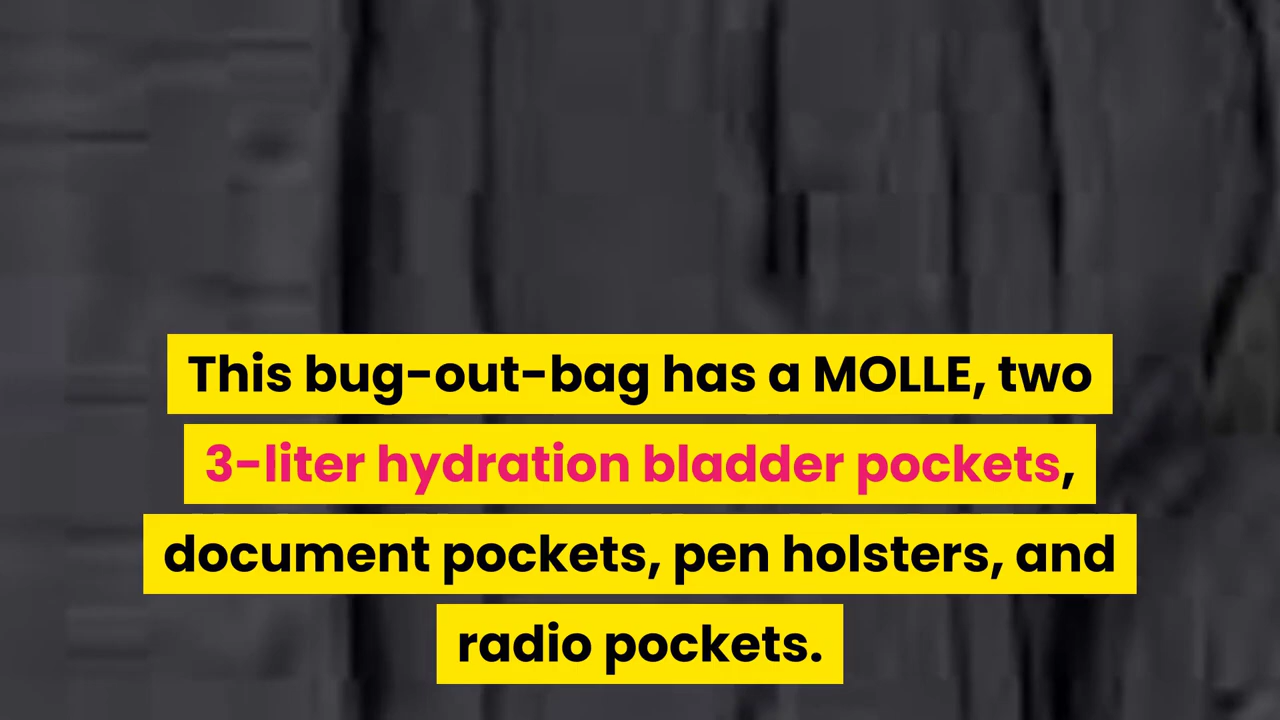 This bug-out-bag has a MOLLE, two
3-liter hydration bladder pockets,
document pockets, pen holsters, and
radio pockets.